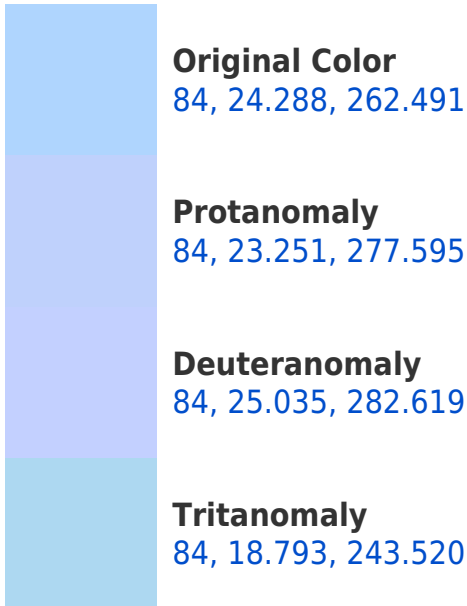 Original Color
84, 24.288, 262.491
Protanomaly
84, 23.251, 277.595
Deuteranomaly
84, 25.035, 282.619
Tritanomaly
84, 18.793, 243.520